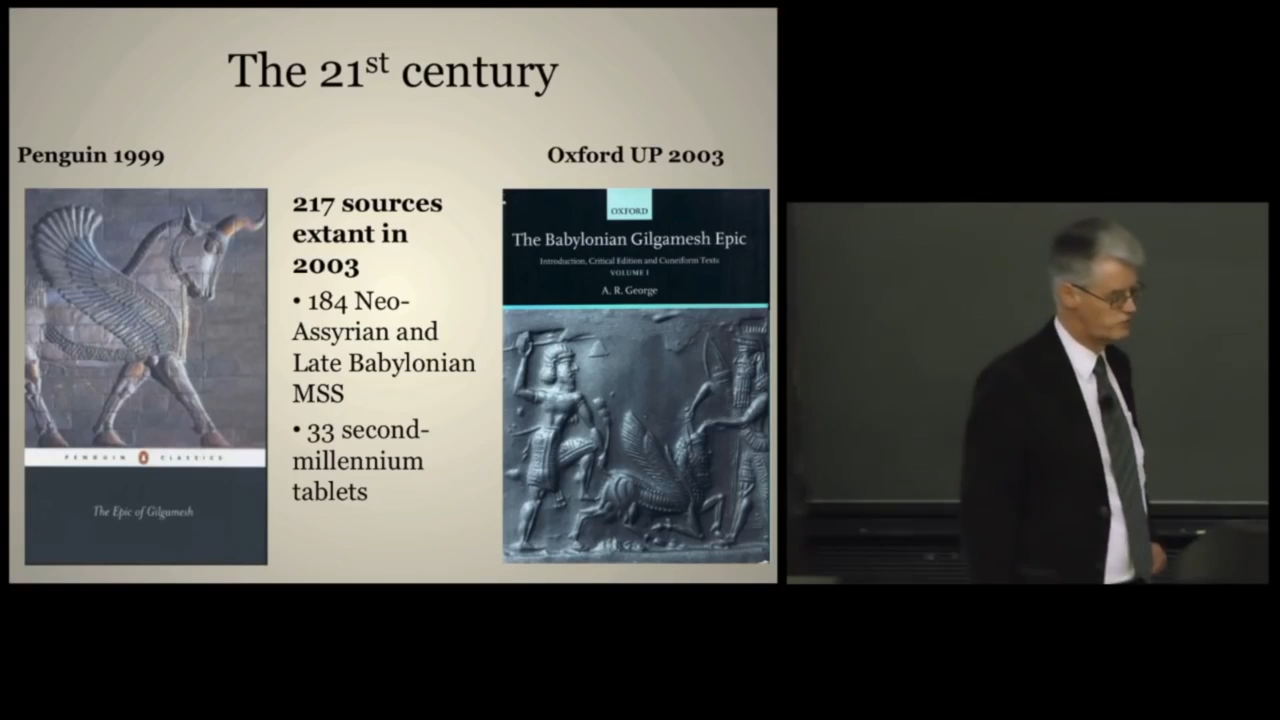 The 21st century
Penguin 1999
Oxford UP 2003
217 sources
extant in
2003
• 184 Neo-
Assyrian and
Late Babylonian
MSS
• 33 second-
millennium
tablets
PENGUIN CLASSICS
The Epic of Gilgamesh
OXFORD
The Babylonian Gilgamesh Epic
Introduction, Critical Edition and Cuneiform Texts
VOLUME I
A. R. George